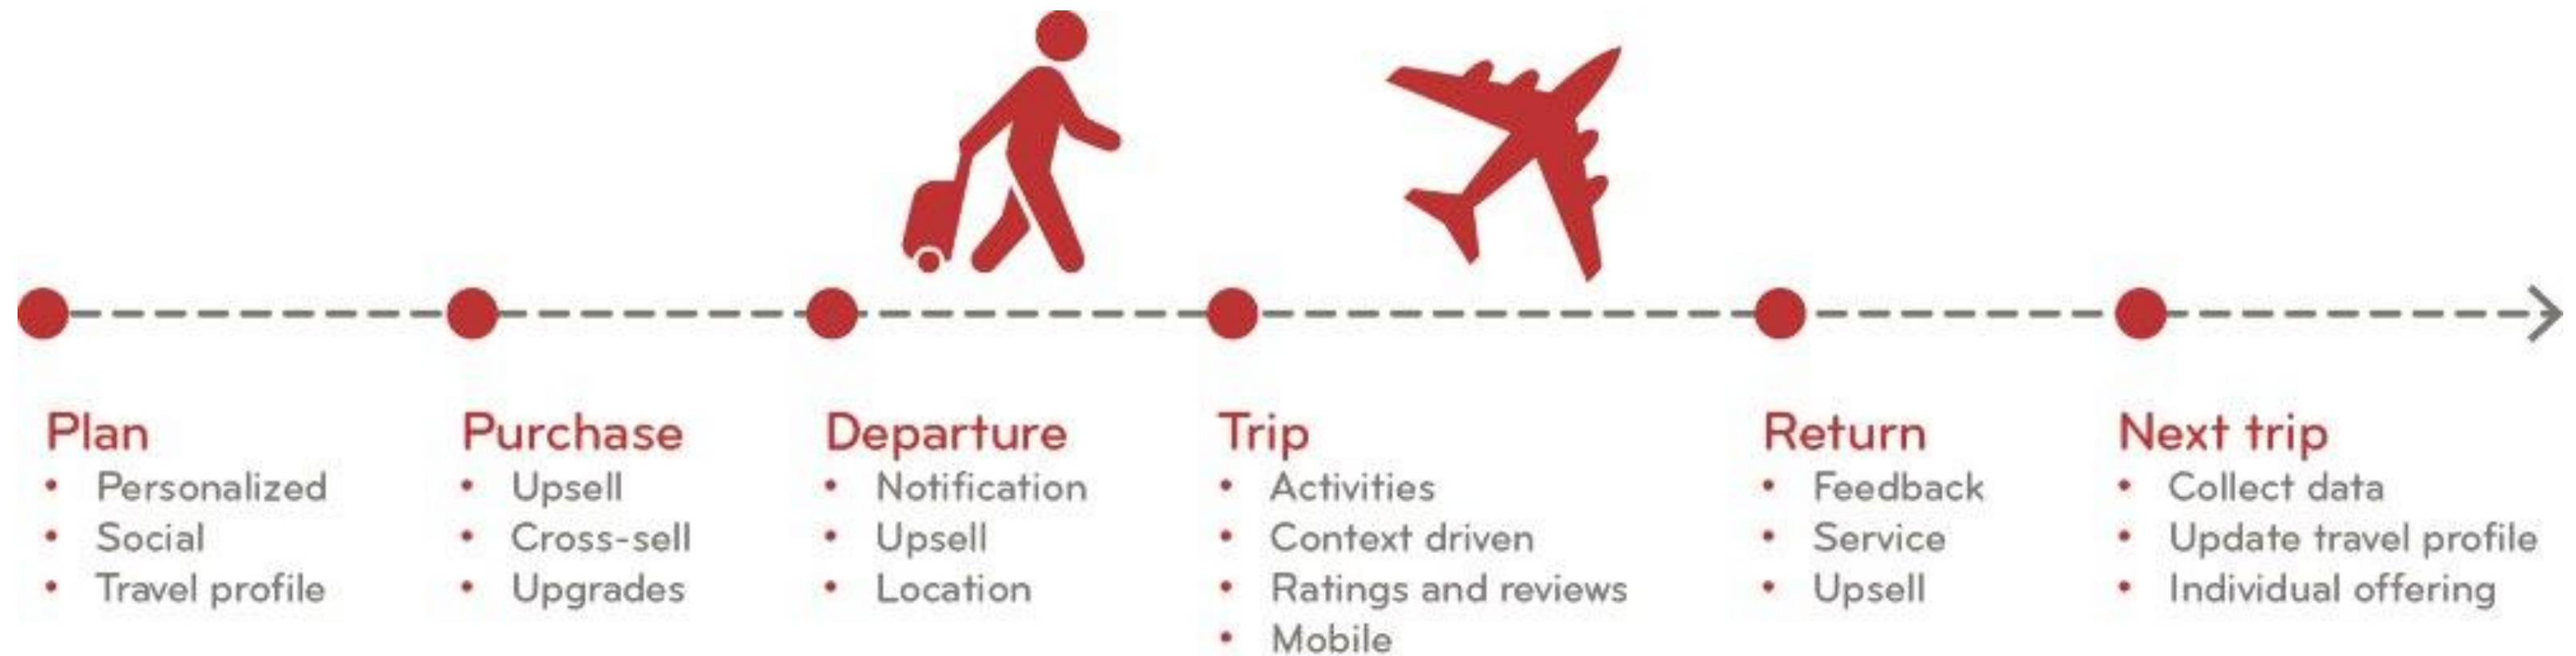 Plan
• Personalized
• Social
• Travel profile
Purchase
• Upsell
• Cross-sell
• Upgrades
Departure
• Notification
• Upsell
• Location
Trip
• Activities
• Context driven
• Ratings and reviews
• Mobile
Return
• Feedback
• Service
• Upsell
Next trip
• Collect data
• Update travel profile
• Individual offering